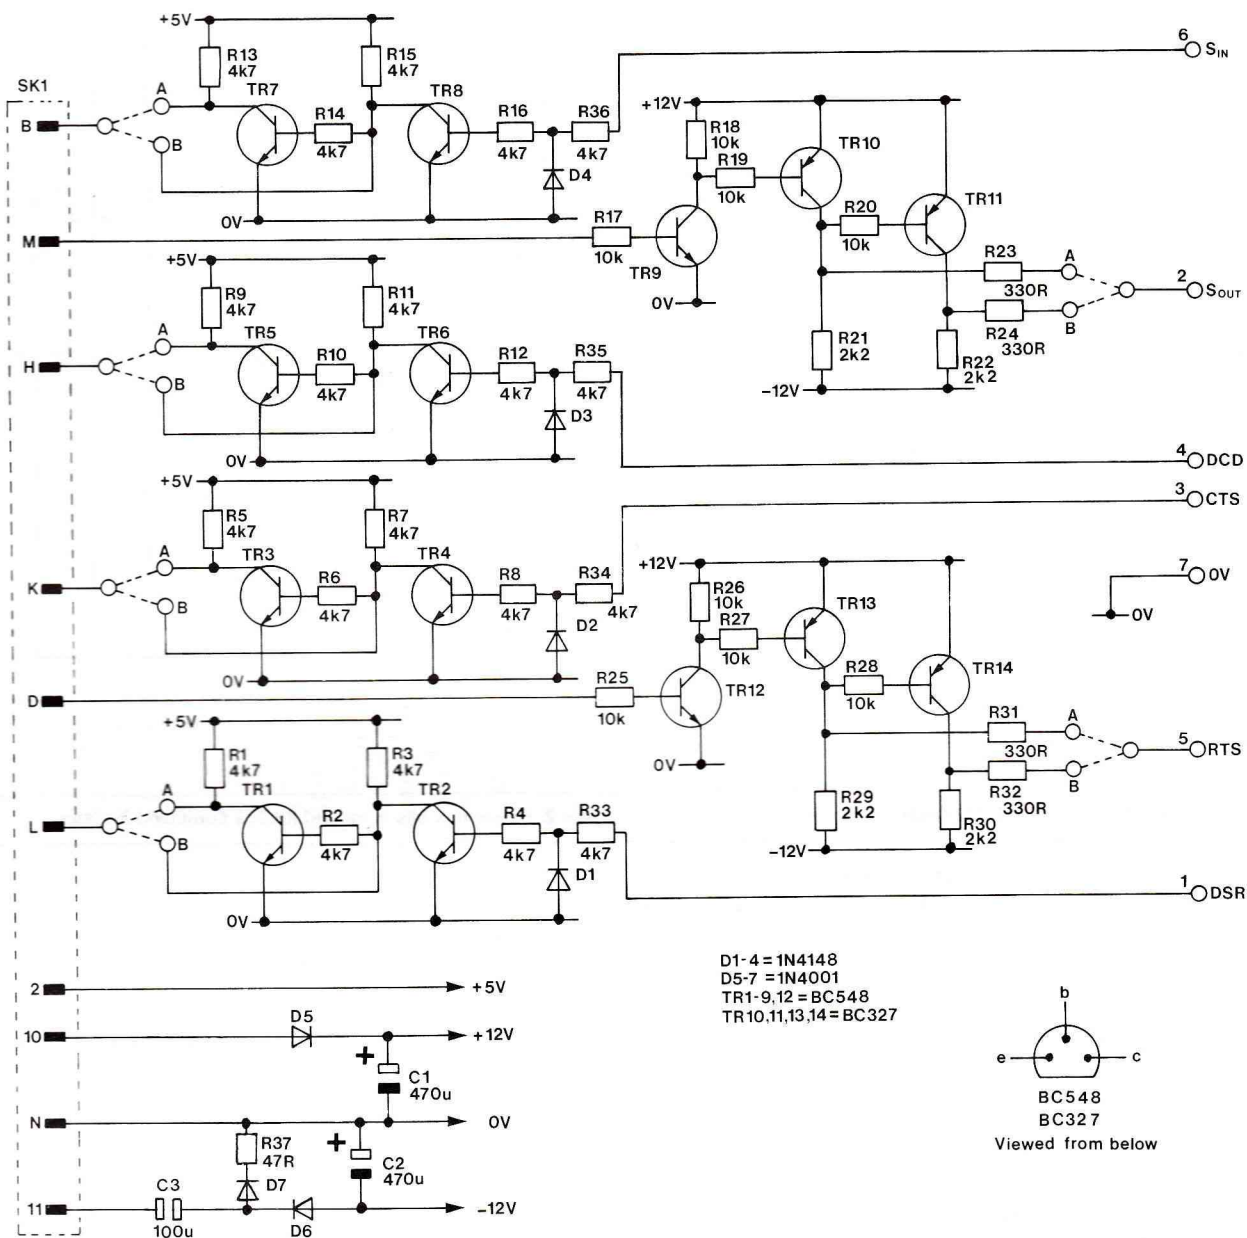 +5V
R13
4k7
R15
4k7
SK1
A
B
B
TR7
R14
4k7
TR8
R16
4k7
R36
4k7
D4
0V
6
S_IN
+12V
R18
10k
R19
10k
TR10
R20
10k
TR11
M
R17
10k
TR9
0V
R23
330R
A
R24
330R
B
2
S_OUT
R21
2k2
R22
2k2
-12V
+5V
R9
4k7
R11
4k7
A
H
B
TR5
R10
4k7
TR6
R12
4k7
R35
4k7
D3
0V
4
DCD
+5V
R5
4k7
R7
4k7
A
K
B
TR3
R6
4k7
TR4
R8
4k7
R34
4k7
D2
0V
3
CTS
7
0V
0V
+12V
R26
10k
R27
10k
TR13
R28
10k
TR14
D
R25
10k
TR12
0V
R31
330R
A
R32
330R
B
5
RTS
R29
2k2
R30
2k2
-12V
+5V
R1
4k7
R3
4k7
A
L
B
TR1
R2
4k7
TR2
R4
4k7
R33
4k7
D1
0V
1
DSR
2
+5V
10
D5
+12V
+
C1
470u
N
0V
R37
47R
+
C2
470u
D7
11
C3
100u
D6
-12V
D1-4=1N4148
D5-7=1N4001
TR1-9,12=BC548
TR10,11,13,14=BC327
b
e
c
BC548
BC327
Viewed from below